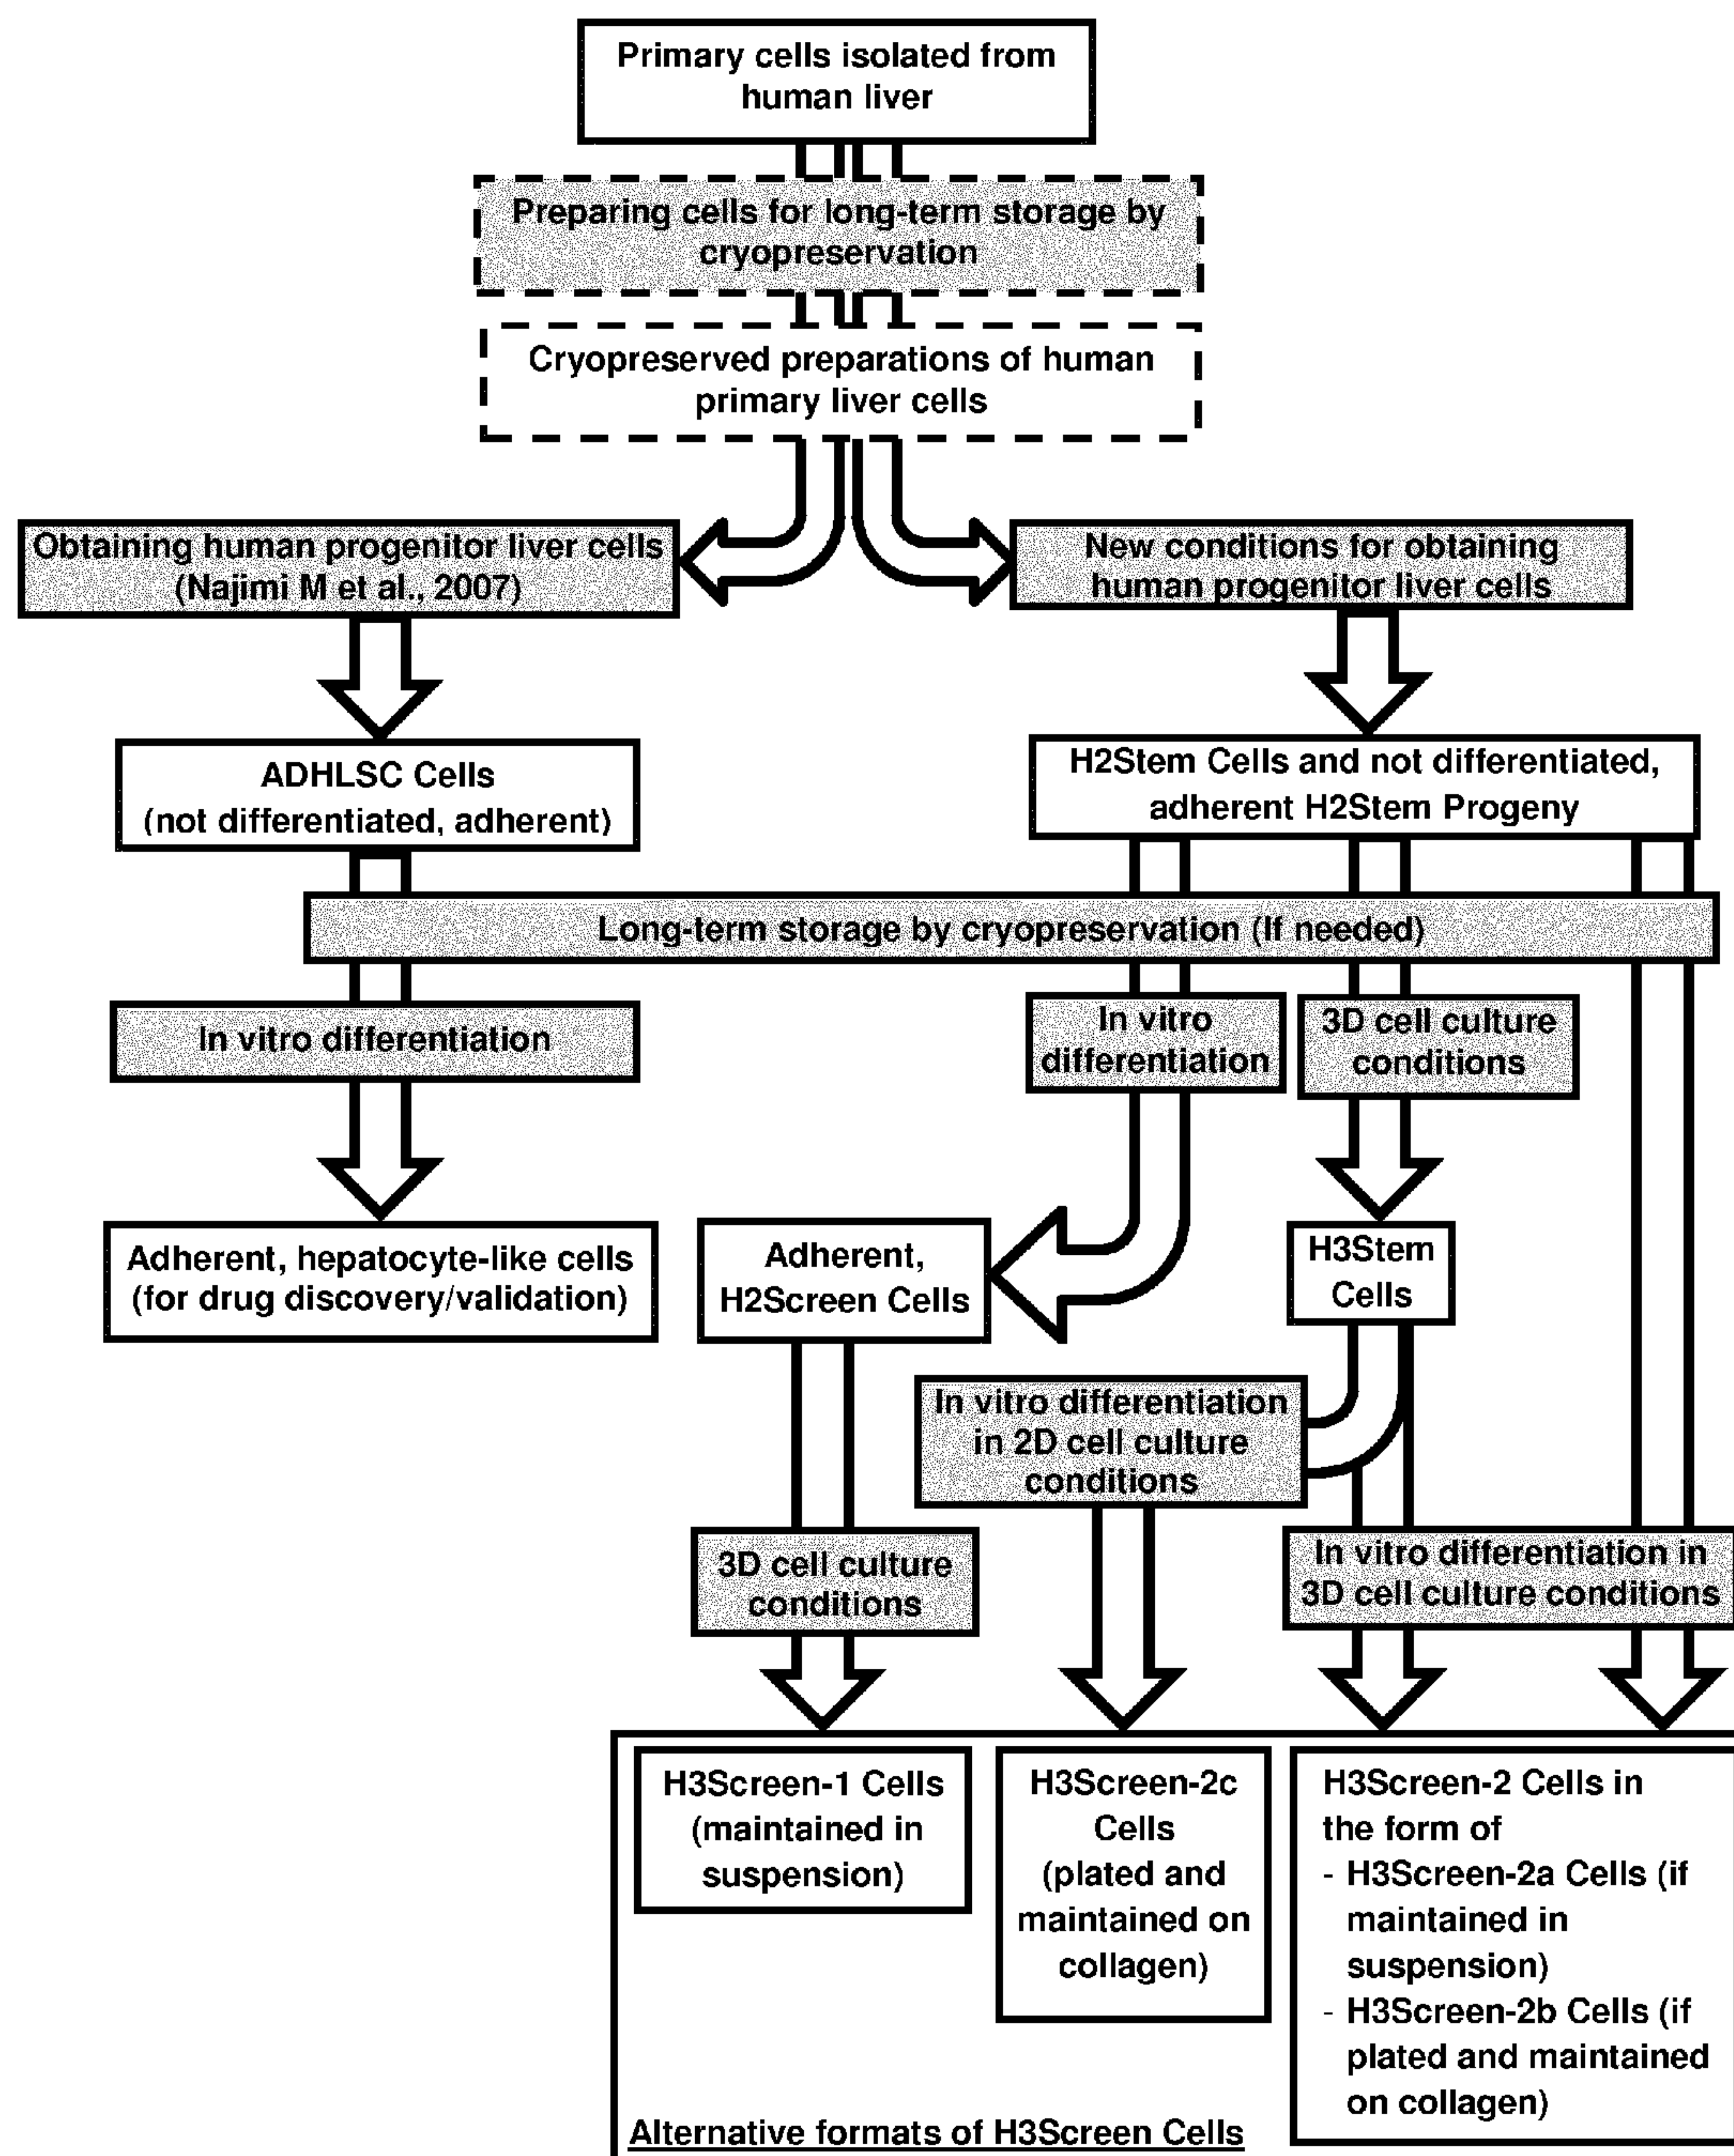 Primary cells isolated from
human liver
Preparing cells for long-term storage by
cryopreservation
Cryopreserved preparations of human
primary liver cells
Obtaining human progenitor liver cells
(Najimi M et al., 2007)
New conditions for obtaining
human progenitor liver cells
ADHLSC Cells
(not differentiated, adherent)
H2Stem Cells and not differentiated,
adherent H2Stem Progeny
Long-term storage by cryopreservation (If needed)
In vitro differentiation
In vitro
differentiation
3D cell culture
conditions
Adherent, hepatocyte-like cells
(for drug discovery/validation)
Adherent,
H2Screen Cells
H3Stem
Cells
In vitro differentiation
in 2D cell culture
conditions
3D cell culture
conditions
In vitro differentiation in
3D cell culture conditions
H3Screen-1 Cells
(maintained in
suspension)
H3Screen-2c
Cells
(plated and
maintained on
collagen)
H3Screen-2 Cells in
the form of
- H3Screen-2a Cells (if
maintained in
suspension)
- H3Screen-2b Cells (if
plated and maintained
on collagen)
Alternative formats of H3Screen Cells